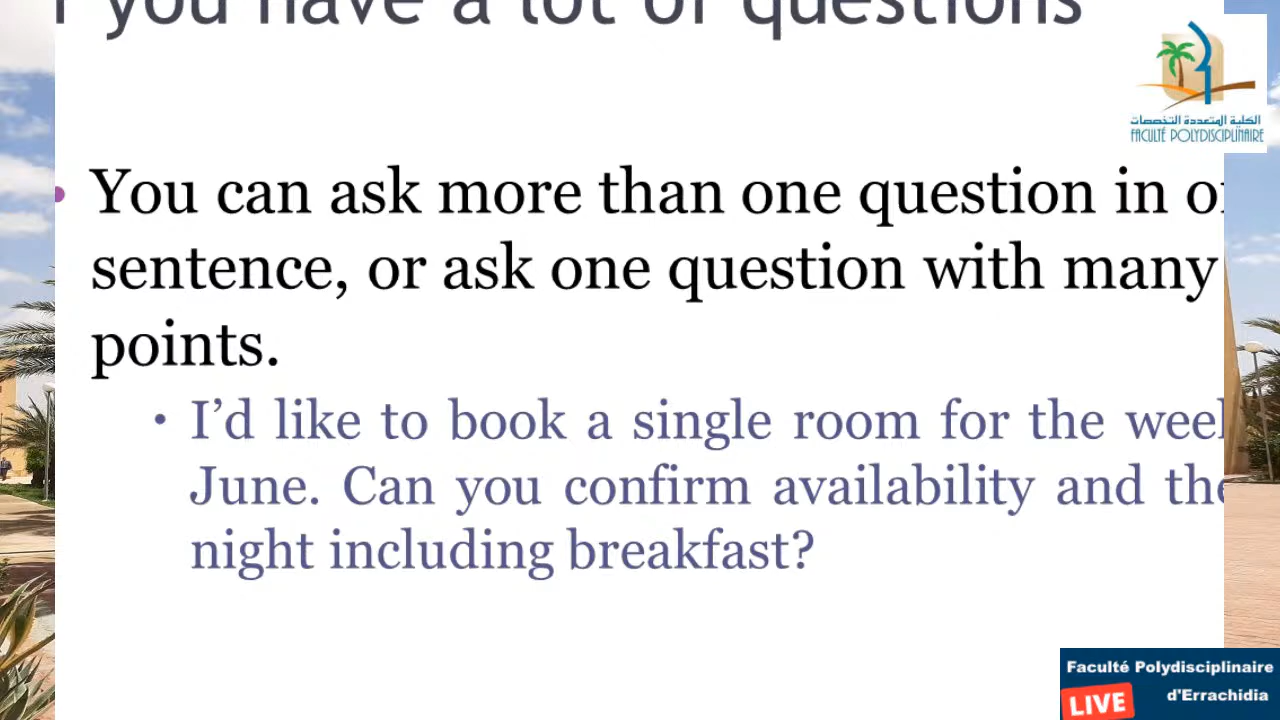 you have a lot of questions
الكلية المتعددة التخصصات
FACULTÉ POLYDISCIPLINAIRE
• You can ask more than one question in
sentence, or ask one question with many
points.
• I’d like to book a single room for the
June. Can you confirm availability and
night including breakfast?
Faculté Polydisciplinaire
d'Errachidia
LIVE